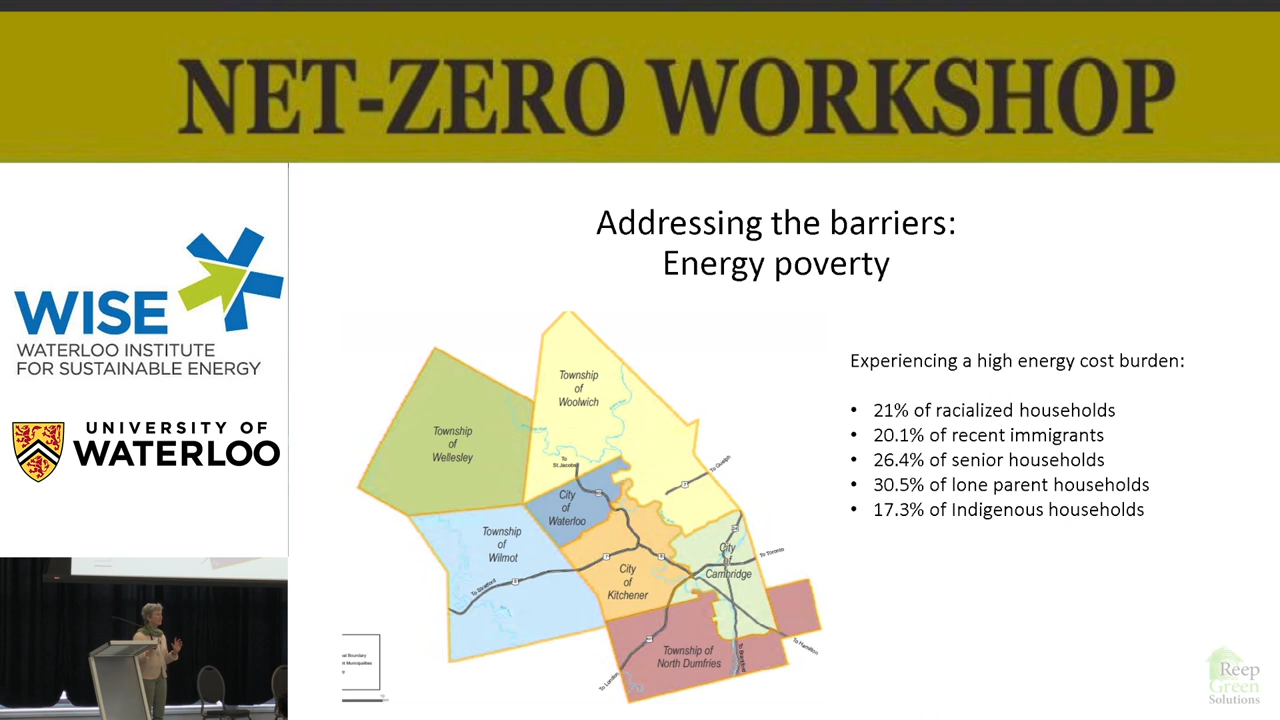 NET-ZERO WORKSHOP
WISE
WATERLOO INSTITUTE
FOR SUSTAINABLE ENERGY
UNIVERSITY OF
WATERLOO
Addressing the barriers:
Energy poverty
Township
of
Woolwich
Township
of
Wellesley
To
St.Jacobs
To Guelph
City
of
Waterloo
Township
of
Wilmot
City
of
Kitchener
City
of
Cambridge
To Toronto
To Stratford
Township of
North Dumfries
To Hamilton
To Brantford
To London
Boundary
Municipalities
Experiencing a high energy cost burden:
• 21% of racialized households
• 20.1% of recent immigrants
• 26.4% of senior households
• 30.5% of lone parent households
• 17.3% of Indigenous households
Reep
Green
Solutions